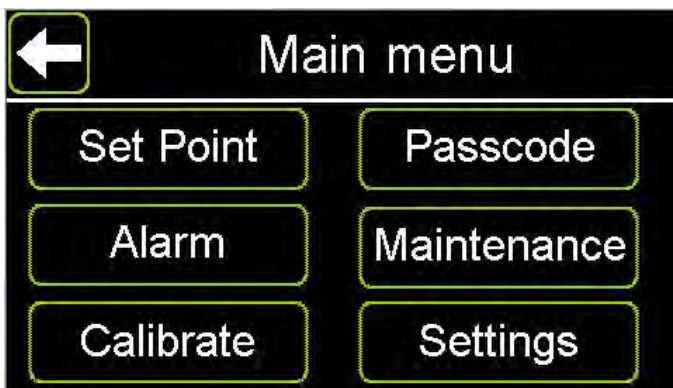 Main menu
Set Point
Passcode
Alarm
Maintenance
Calibrate
Settings